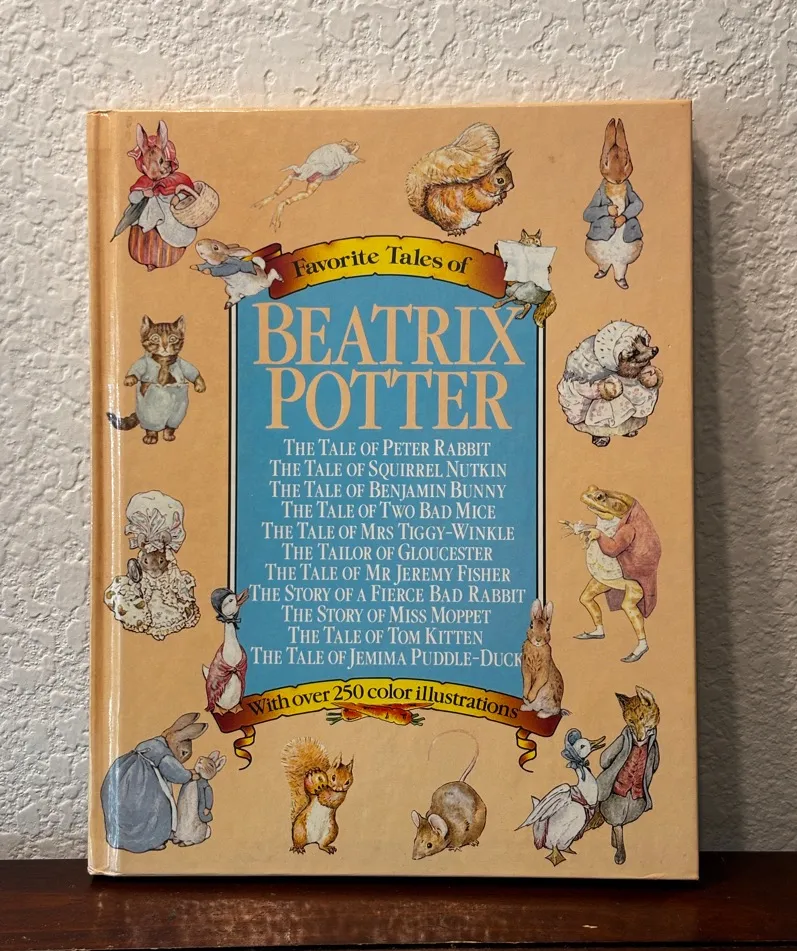 Favorite Tales of
BEATRIX
POTTER
THE TALE OF PETER RABBIT
THE TALE OF SQUIRREL NUTKIN
THE TALE OF BENJAMIN BUNNY
THE TALE OF TWO BAD MICE
THE TALE OF MRS TIGGY-WINKLE
THE TAILOR OF GLOUCESTER
THE TALE OF MR JEREMY FISHER
THE STORY OF A FIERCE BAD RABBIT
THE STORY OF MISS MOPPET
THE TALE OF TOM KITTEN
THE TALE OF JEMIMA PUDDLE-DUCK
With over 250 color illustrations